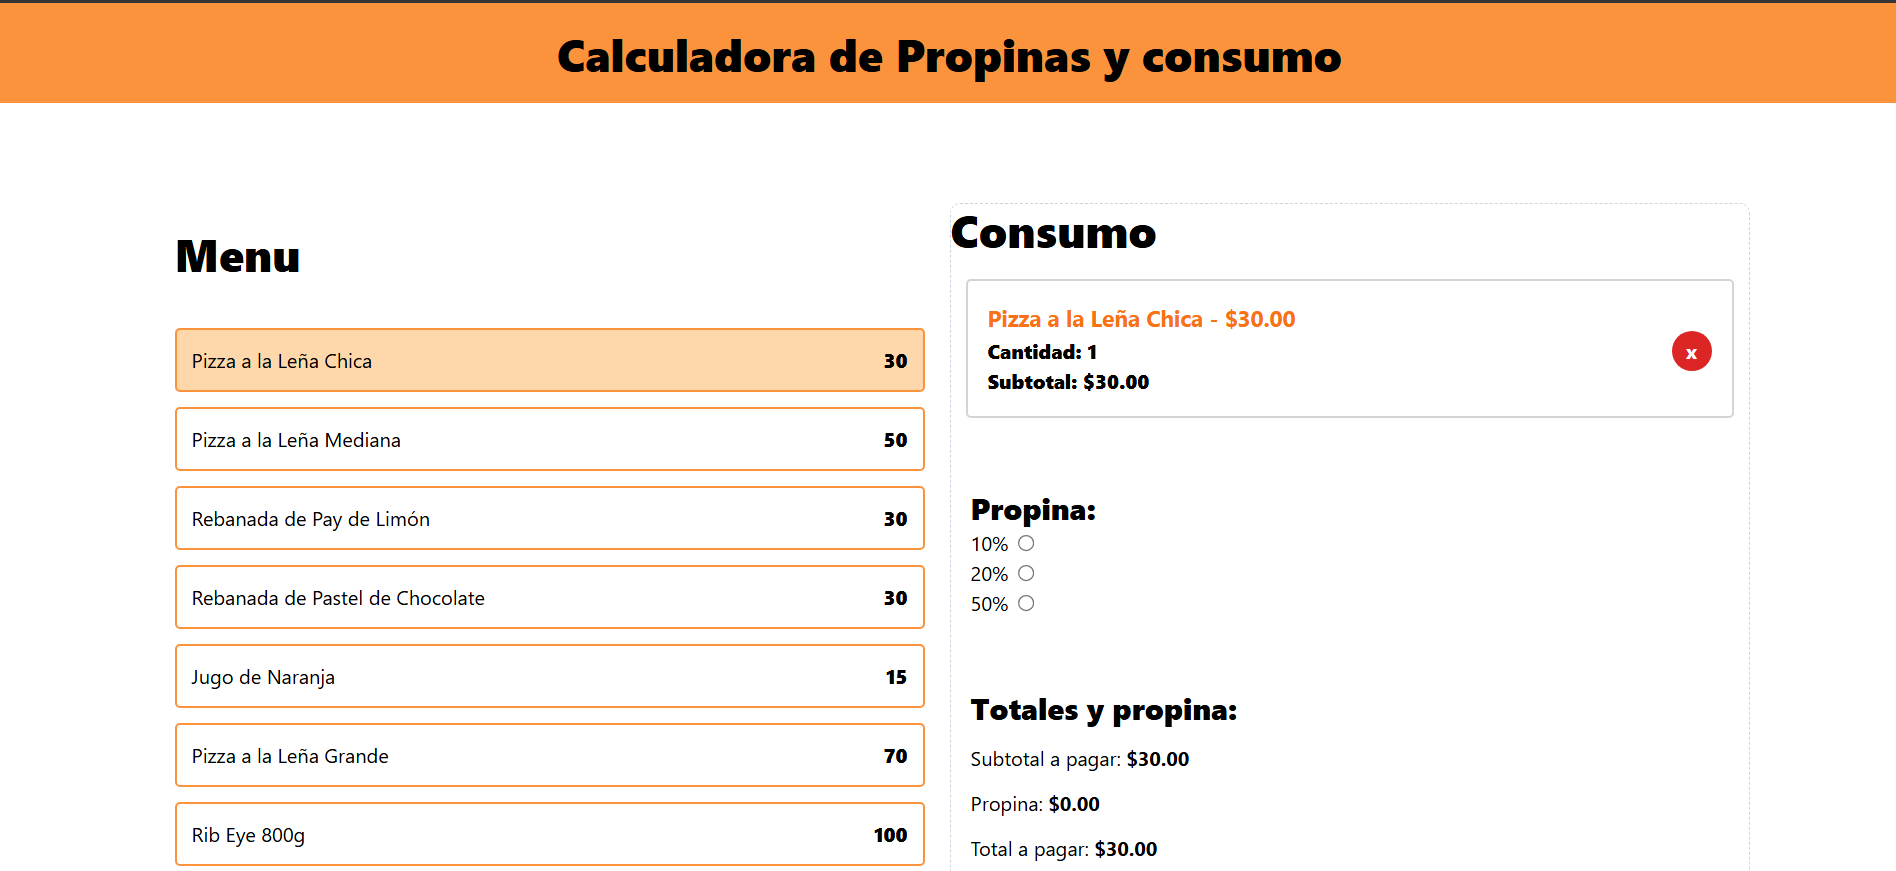 Calculadora de Propinas y consumo
Menu
Pizza a la Leña Chica 30
Pizza a la Leña Mediana 50
Rebanada de Pay de Limón 30
Rebanada de Pastel de Chocolate 30
Jugo de Naranja 15
Pizza a la Leña Grande 70
Rib Eye 800g 100
Consumo
Pizza a la Leña Chica - $30.00
Cantidad: 1
Subtotal: $30.00
x
Propina:
10%
20%
50%
Totales y propina:
Subtotal a pagar: $30.00
Propina: $0.00
Total a pagar: $30.00